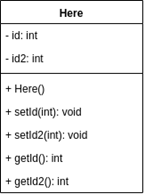 Here
- id: int
- id2: int
+ Here()
+ setId(int): void
+ setId2(int): void
+ getId(): int
+ getId2(): int